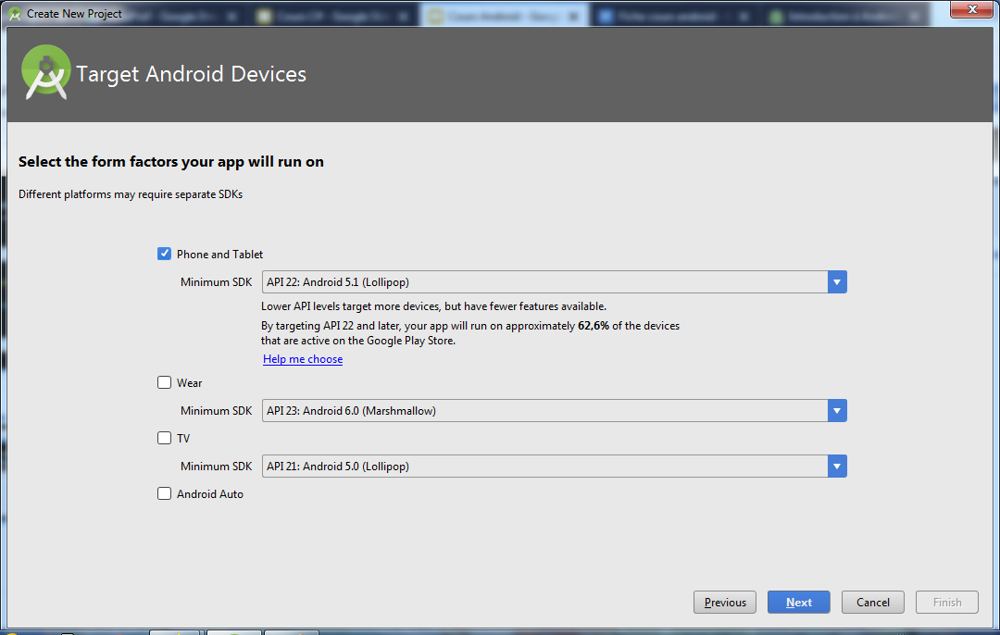 Create New Project
Target Android Devices
Select the form factors your app will run on
Different platforms may require separate SDKs
Phone and Tablet
Minimum SDK API 22: Android 5.1 (Lollipop)
Lower API levels target more devices, but have fewer features available.
By targeting API 22 and later, your app will run on approximately 62,6% of the devices
that are active on the Google Play Store.
Help me choose
Wear
Minimum SDK API 23: Android 6.0 (Marshmallow)
TV
Minimum SDK API 21: Android 5.0 (Lollipop)
Android Auto
Previous Next Cancel Finish